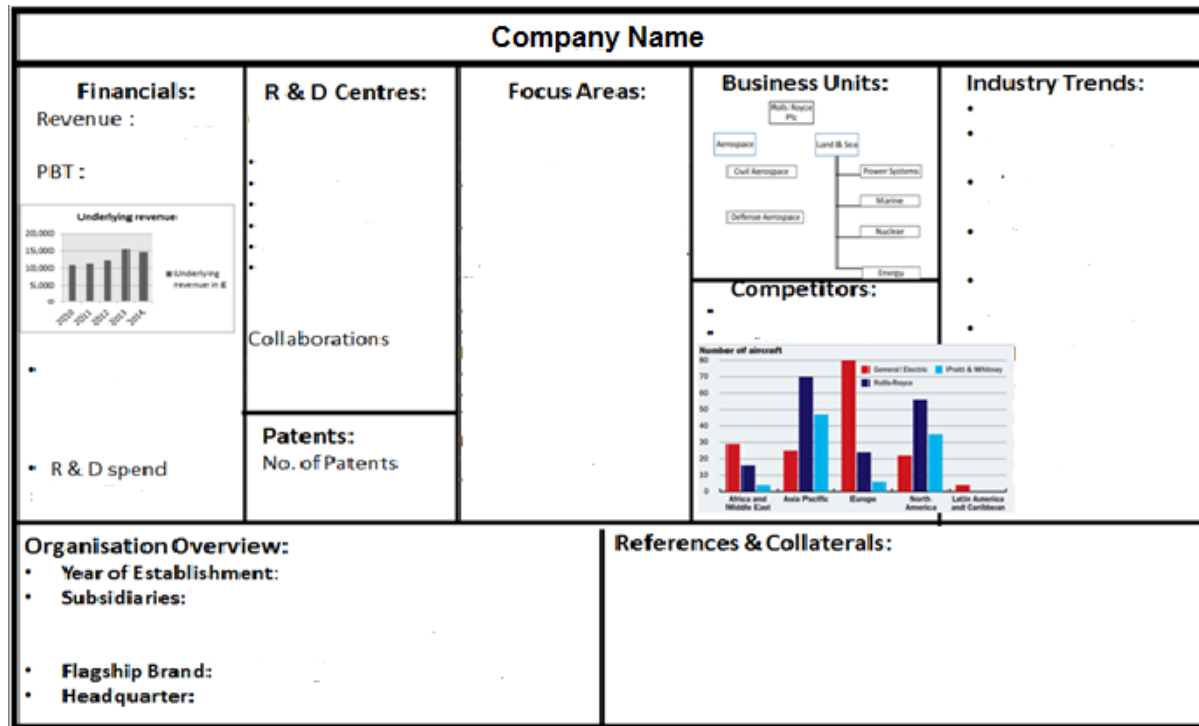 Company Name
Financials:
Revenue :
PBT :
Underlying revenue
20,000
15,000
10,000
5,000
0
2010
2011
2012
2013
2014
Underlying
revenue in £
R & D spend
:
R & D Centres:
Collaborations
Patents:
No. of Patents
Focus Areas:
Business Units:
Rolls-Royce
Plc
Aerospace
Land & Sea
Civil Aerospace
Power Systems
Marine
Defense Aerospace
Nuclear
Energy
Competitors:
Number of aircraft
80
70
60
50
40
30
20
10
0
General Electric
Pratt & Whitney
Rolls-Royce
Africa and
Middle East
Asia Pacific
Europe
North
America
Latin America
and Caribbean
Industry Trends:
Organisation Overview:
Year of Establishment:
Subsidiaries:
Flagship Brand:
Headquarter:
References & Collaterals: